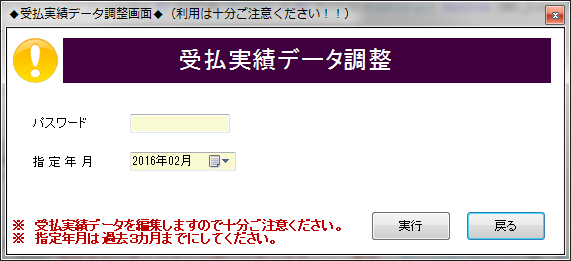 ◆受払実績データ調整画面◆（利用は十分ご注意ください！！）
受払実績データ調整
パスワード
指定年月 2016年02月
※ 受払実績データを編集しますので十分ご注意ください。
※ 指定年月は過去3カ月までにしてください。
実行 戻る